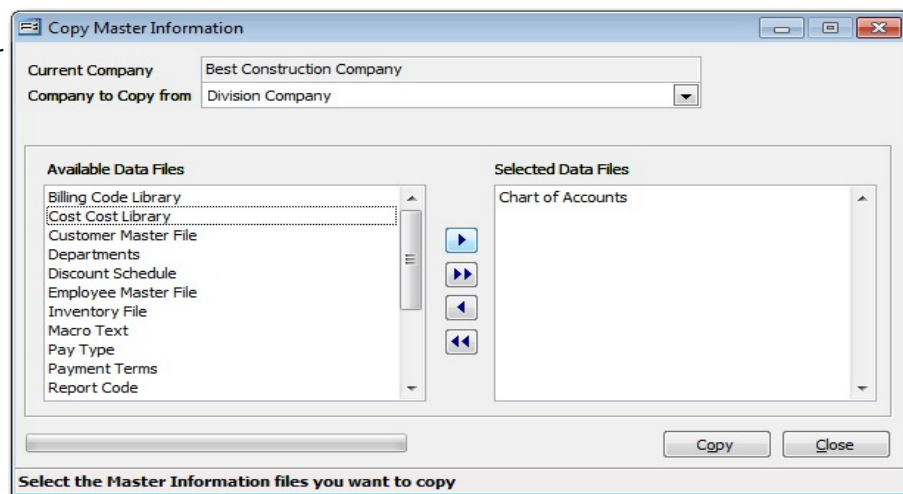 Copy Master Information
Current Company Best Construction Company
Company to Copy from Division Company
Available Data Files
Billing Code Library
Cost Cost Library
Customer Master File
Departments
Discount Schedule
Employee Master File
Inventory File
Macro Text
Pay Type
Payment Terms
Report Code
Selected Data Files
Chart of Accounts
Copy Close
Select the Master Information files you want to copy